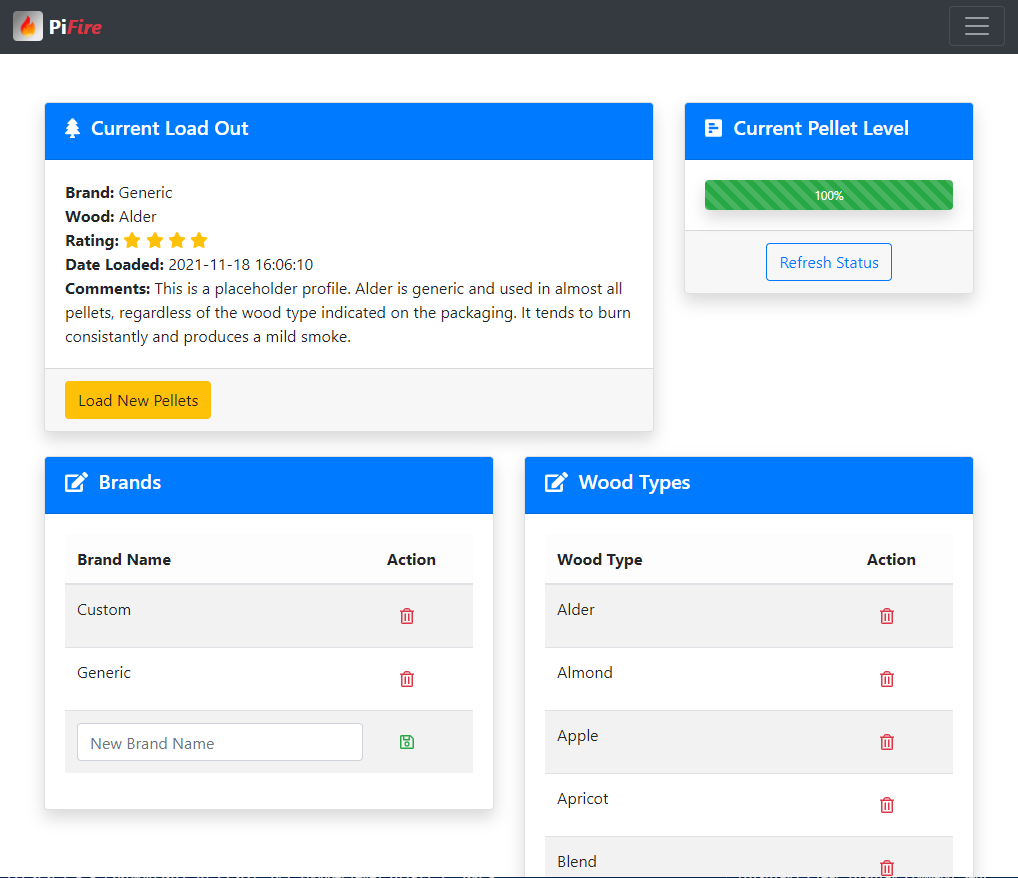 PiFire
Current Load Out
Brand: Generic
Wood: Alder
Rating:
Date Loaded: 2021-11-18 16:06:10
Comments: This is a placeholder profile. Alder is generic and used in almost all
pellets, regardless of the wood type indicated on the packaging. It tends to burn
consistantly and produces a mild smoke.
Load New Pellets
Current Pellet Level
100%
Refresh Status
Brands
Brand Name Action
Custom
Generic
New Brand Name
Wood Types
Wood Type Action
Alder
Almond
Apple
Apricot
Blend